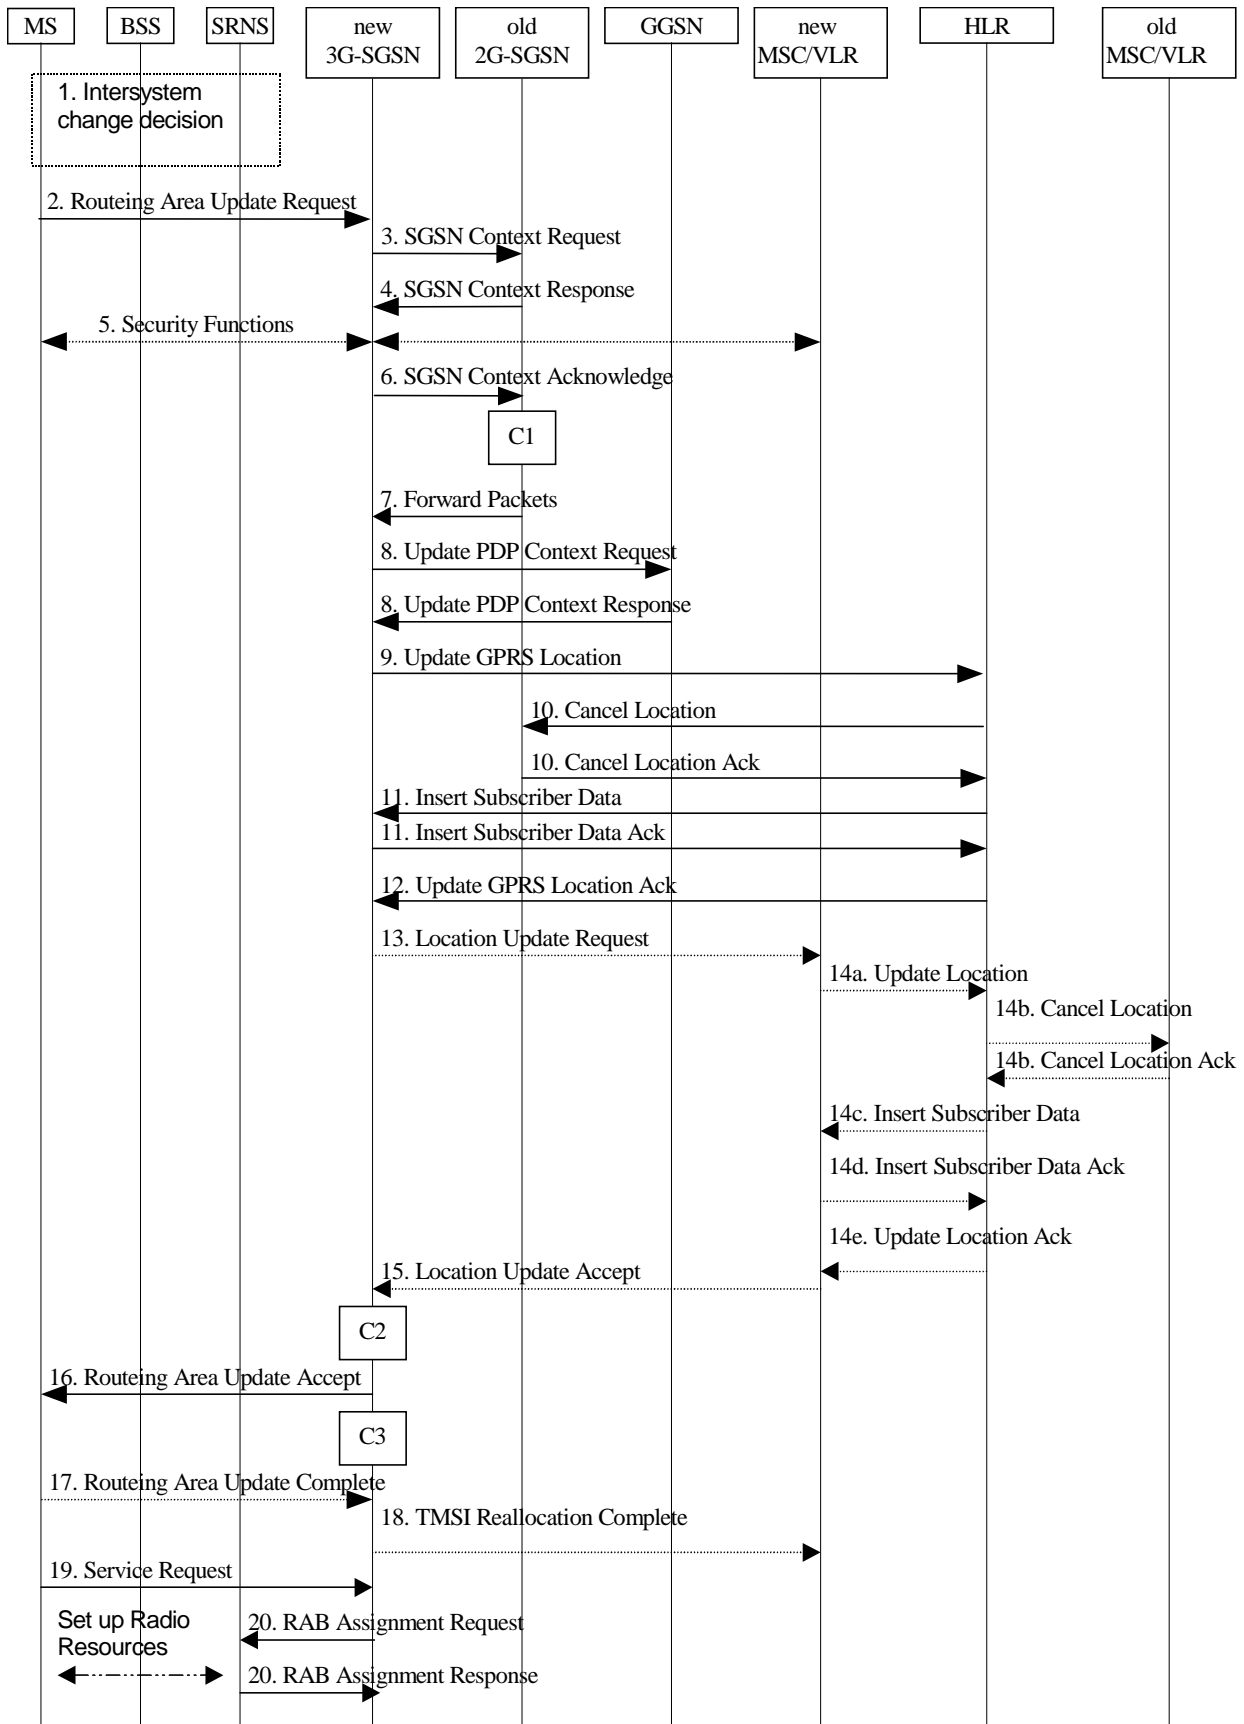 MS
BSS
SRNS
new
3G-SGSN
old
2G-SGSN
GGSN
new
MSC/VLR
HLR
old
MSC/VLR
1. Intersystem
change decision
2. Routeing Area Update Request
3. SGSN Context Request
4. SGSN Context Response
5. Security Functions
6. SGSN Context Acknowledge
C1
7. Forward Packets
8. Update PDP Context Request
8. Update PDP Context Response
9. Update GPRS Location
10. Cancel Location
10. Cancel Location Ack
11. Insert Subscriber Data
11. Insert Subscriber Data Ack
12. Update GPRS Location Ack
13. Location Update Request
14a. Update Location
14b. Cancel Location
14b. Cancel Location Ack
14c. Insert Subscriber Data
14d. Insert Subscriber Data Ack
14e. Update Location Ack
15. Location Update Accept
C2
16. Routeing Area Update Accept
C3
17. Routeing Area Update Complete
18. TMSI Reallocation Complete
19. Service Request
Set up Radio
Resources
20. RAB Assignment Request
20. RAB Assignment Response